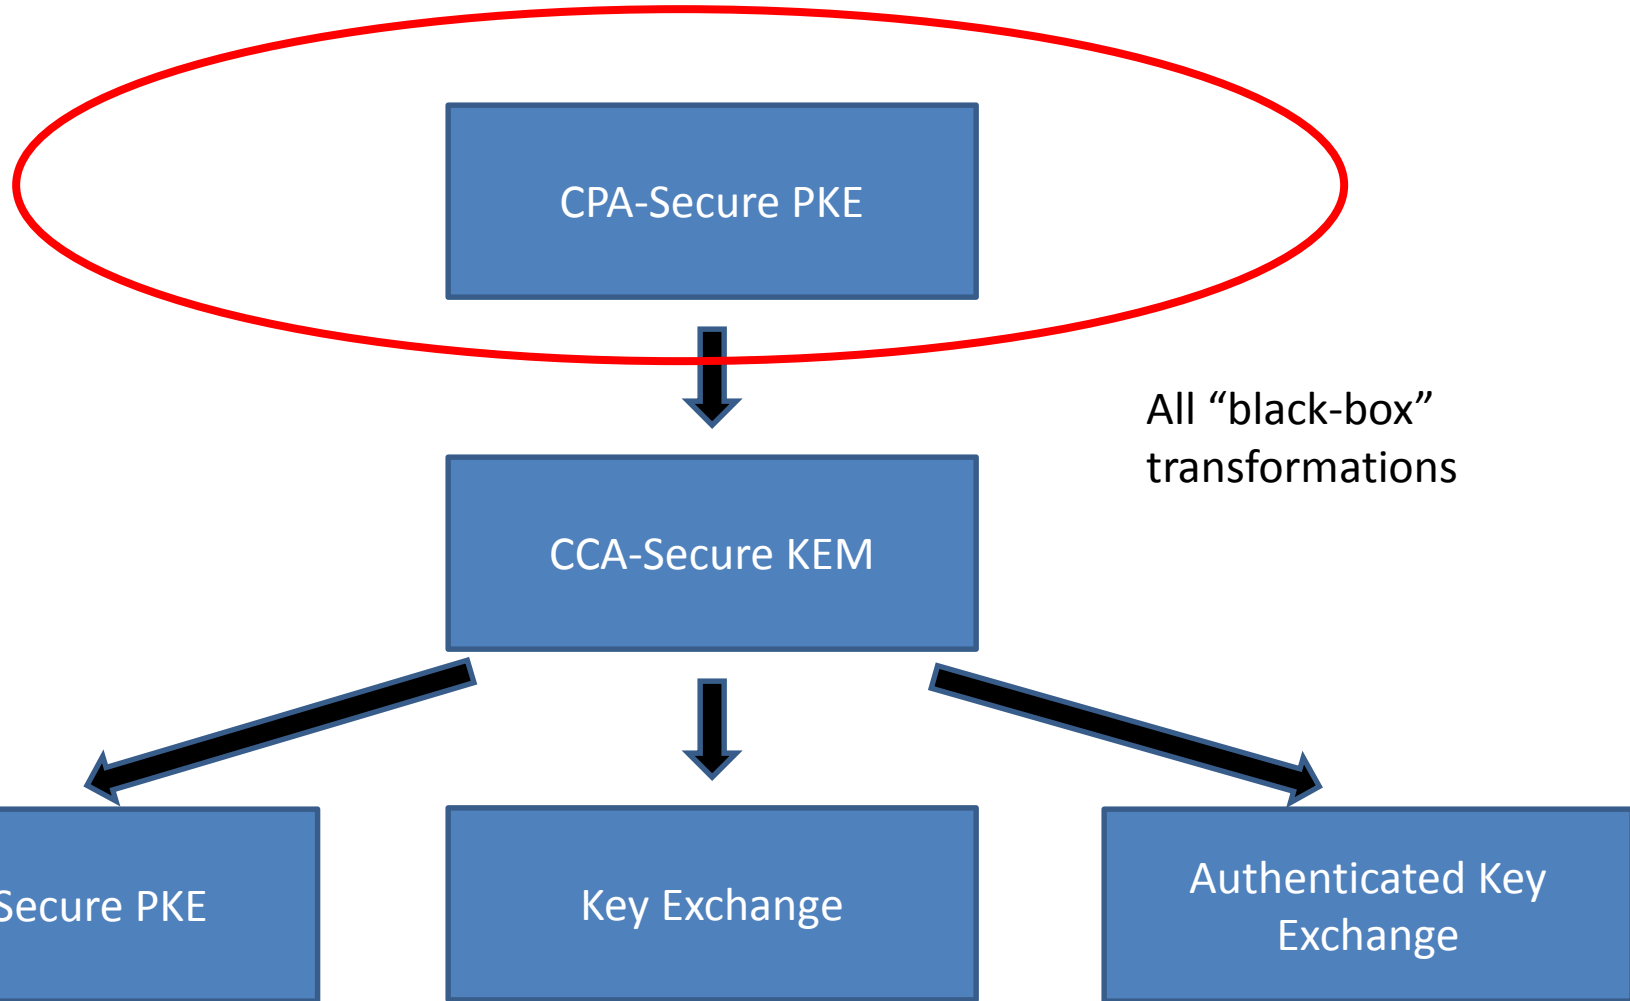 CPA-Secure PKE
All “black-box”
transformations
CCA-Secure KEM
Secure PKE
Key Exchange
Authenticated Key
Exchange